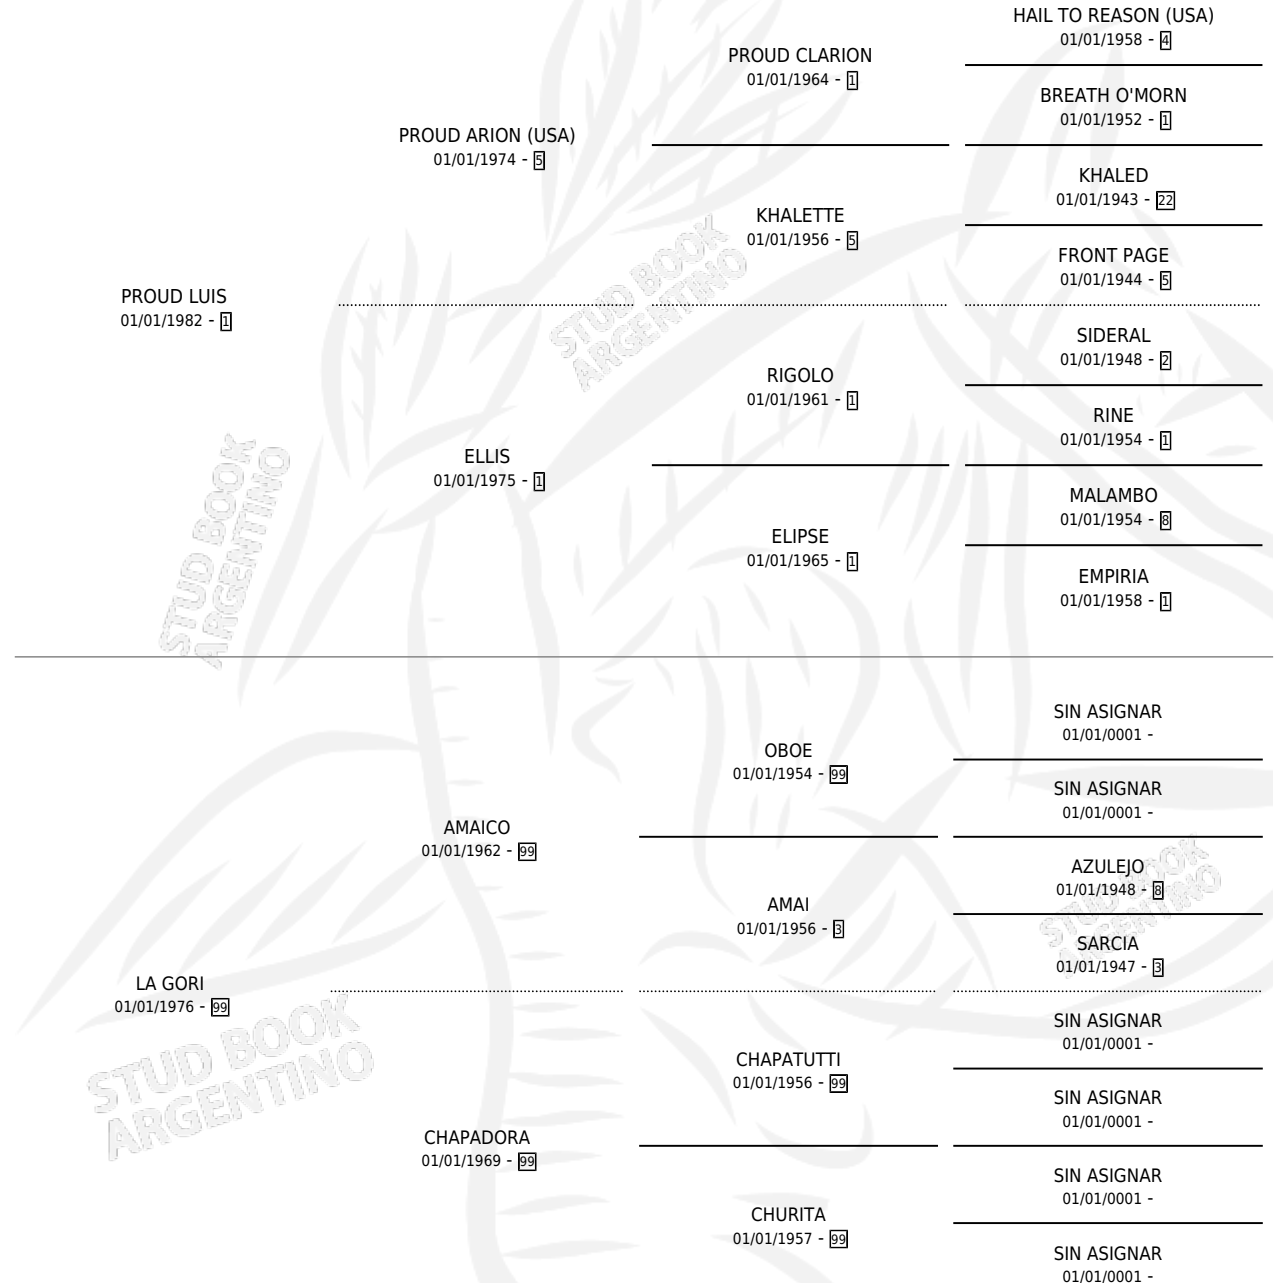 HAIL TO REASON (USA)
01/01/1958 - 4
PROUD CLARION
01/01/1964 - 1
BREATH O'MORN
01/01/1952 - 1
PROUD ARION (USA)
01/01/1974 - 5
KHALED
01/01/1943 - 22
KHALETTE
01/01/1956 - 5
FRONT PAGE
01/01/1944 - 5
PROUD LUIS
01/01/1982 - 1
SIDERAL
01/01/1948 - 2
RIGOLO
01/01/1961 - 1
RINE
01/01/1954 - 1
ELLIS
01/01/1975 - 1
MALAMBO
01/01/1954 - 8
ELIPSE
01/01/1965 - 1
EMPIRIA
01/01/1958 - 1
SIN ASIGNAR
01/01/0001 -
OBOE
01/01/1954 - 99
SIN ASIGNAR
01/01/0001 -
AMAICO
01/01/1962 - 99
AZULEJO
01/01/1948 - 8
AMAI
01/01/1956 - 3
SARCIA
01/01/1947 - 3
LA GORI
01/01/1976 - 99
SIN ASIGNAR
01/01/0001 -
CHAPATUTTI
01/01/1956 - 99
SIN ASIGNAR
01/01/0001 -
CHAPADORA
01/01/1969 - 99
SIN ASIGNAR
01/01/0001 -
CHURITA
01/01/1957 - 99
SIN ASIGNAR
01/01/0001 -
STUD BOOK
ARGENTINO
STUD BOOK
ARGENTINO
STUD BOOK
ARGENTINO
STUD BOOK
ARGENTINO